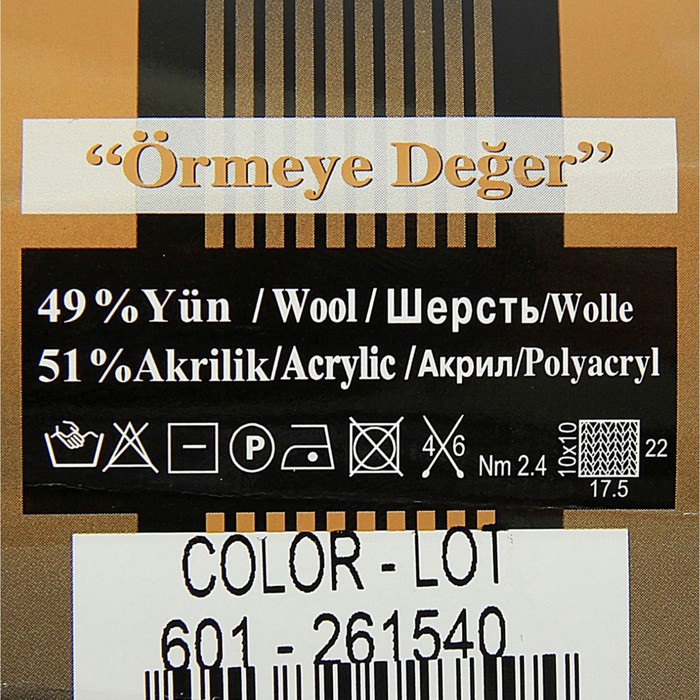 “Örmeye Değer”
49%Yün / Wool / Шерсть/Wolle
51%Akrilik/Acrylic /Акрил/Polyacryl
P 4 6 Nm 2.4 10x10 22
17.5
COLOR - LOT
601 - 261540